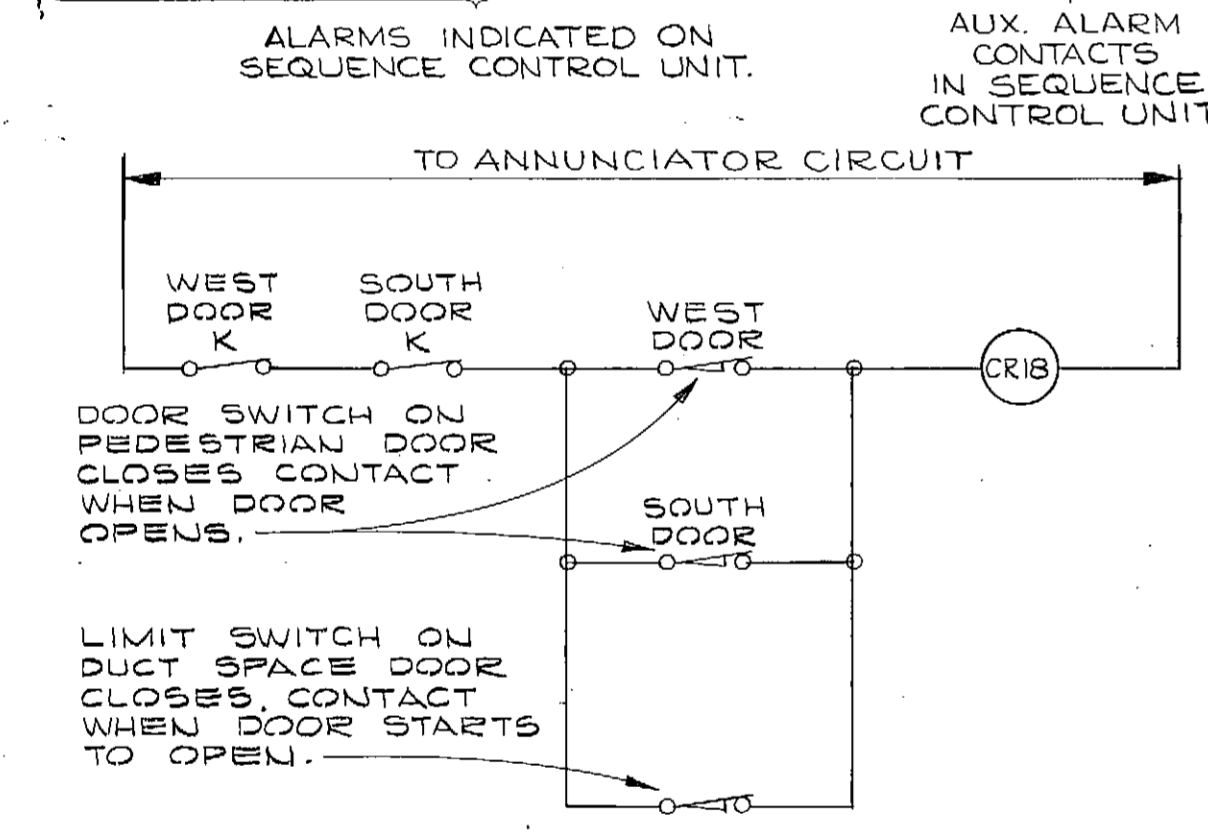 ALARMS INDICATED ON
SEQUENCE CONTROL UNIT.
AUX. ALARM
CONTACTS
IN SEQUENCE
CONTROL UNIT
TO ANNUNCIATOR CIRCUIT
WEST
DOOR
K
SOUTH
DOOR
K
WEST
DOOR
CR18
DOOR SWITCH ON
PEDESTRIAN DOOR
CLOSES CONTACT
WHEN DOOR
OPENS.
SOUTH
DOOR
LIMIT SWITCH ON
DUCT SPACE DOOR
CLOSES. CONTACT
WHEN DOOR STARTS
TO OPEN.